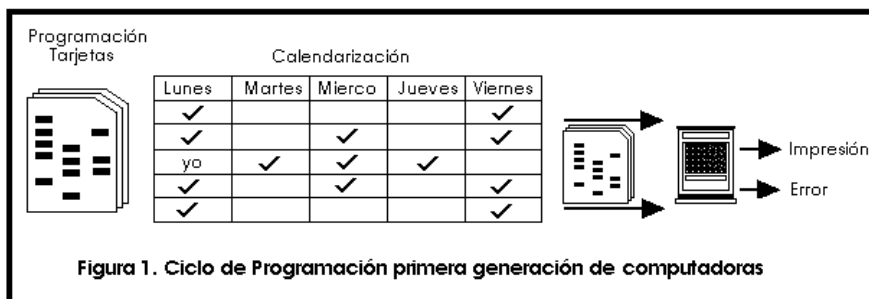 Programación
Tarjetas
Calendarización
Lunes Martes Mierco Jueves Viernes
yo
Impresión
Error
Figura 1. Ciclo de Programación primera generación de computadoras